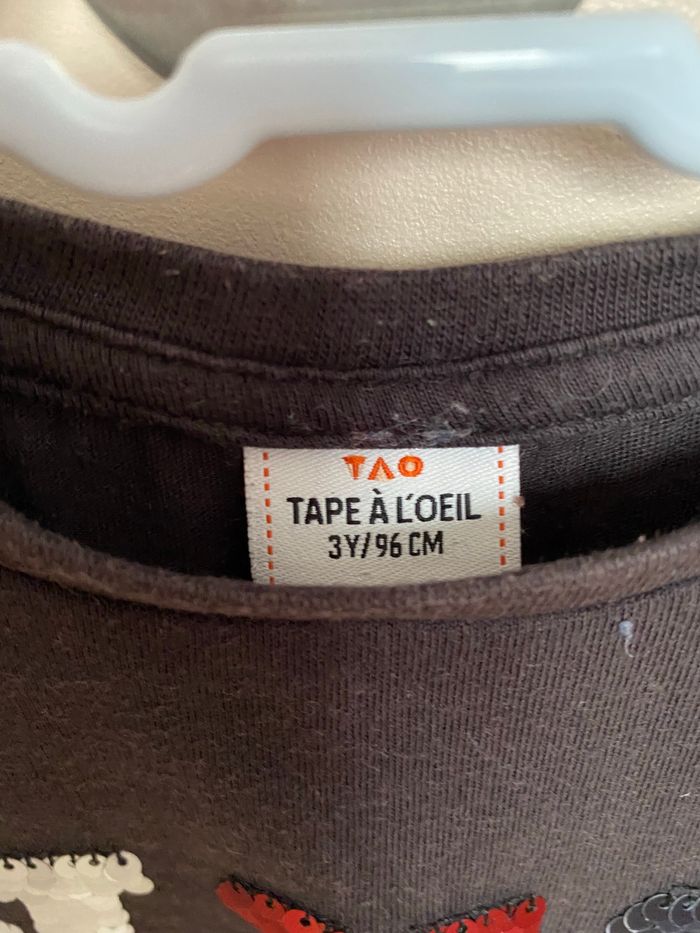 TAO
TAPE À L'OEIL
3Y/96 CM